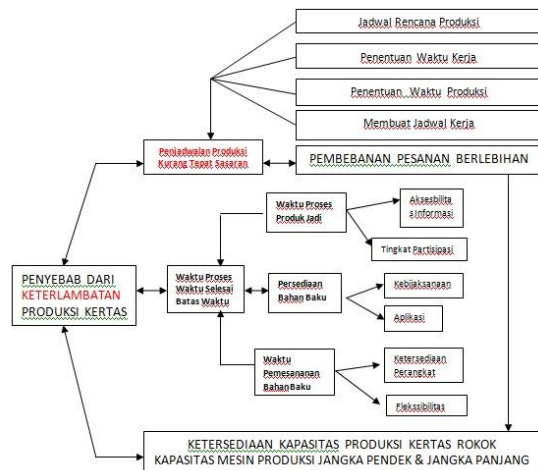 Jadwal Rencana Produksi
Penentuan Waktu Kerja
Penentuan Waktu Produksi
Membuat Jadwal Kerja
Penjadwalan Produksi
Kurang Tepat Sasaran
PEMBEBANAN PESANAN BERLEBIHAN
Waktu Proses
Produk Jadi
Aksesbilita
s Informasi
Tingkat Partisipasi
PENYEBAB DARI
KETERLAMBATAN
PRODUKSI KERTAS
Waktu Proses
Waktu Selesai
Batas Waktu
Persediaan
Bahan Baku
Kebijaksanaan
Aplikasi
Waktu
Pemesananan
Bahan Baku
Ketersediaan
Perangkat
Flekssibilitas
KETERSEDIAAN KAPASITAS PRODUKSI KERTAS ROKOK
KAPASITAS MESIN PRODUKSI JANGKA PENDEK & JANGKA PANJANG